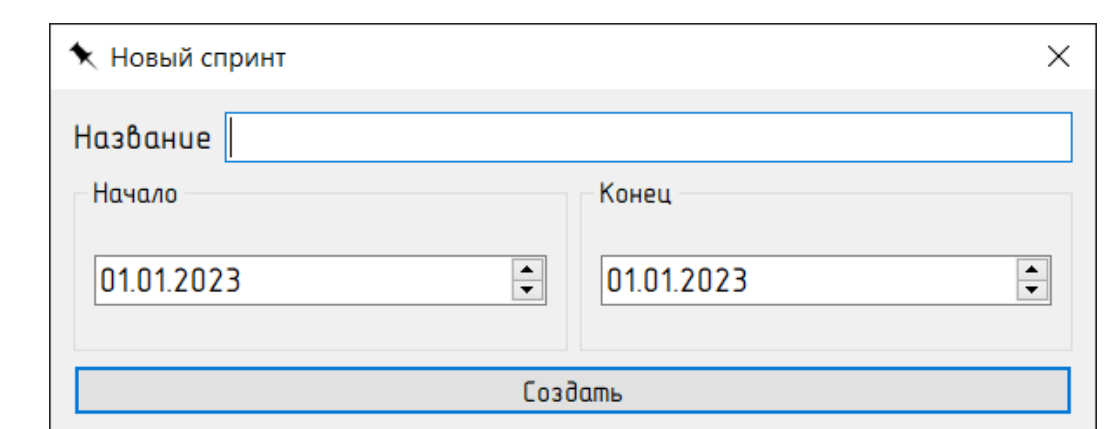 Новый спринт
Название
Начало Конец
01.01.2023 01.01.2023
Создать